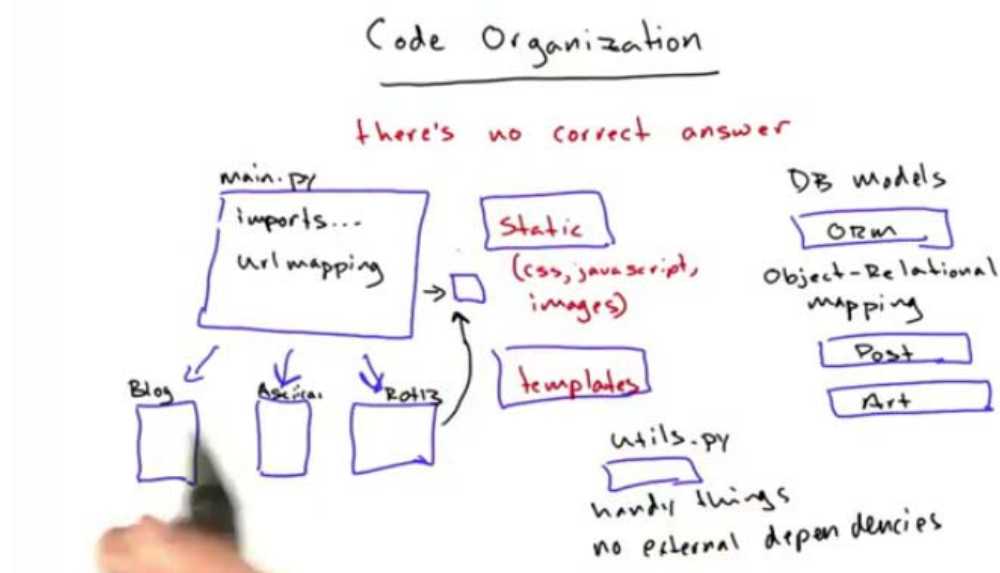 Code Organization
there's no correct answer
main.py
imports...
url mapping
Static
(css, javascript,
images)
templates
Blog
Rot13
utils.py
handy things
no external dependencies
DB models
ORM
Object-Relational
mapping
Post
Art